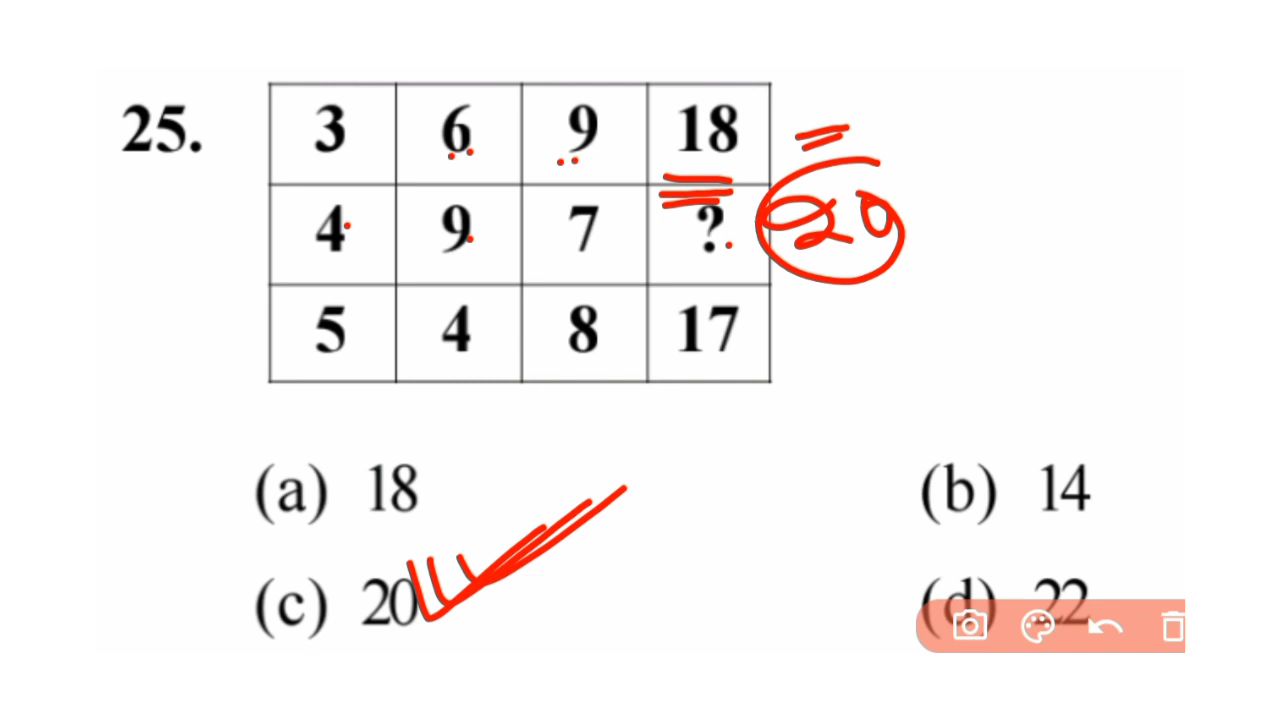 25. 3 6 9 18
4 9 7 ? 20
5 4 8 17
(a) 18 (b) 14
(c) 20 (d) 22